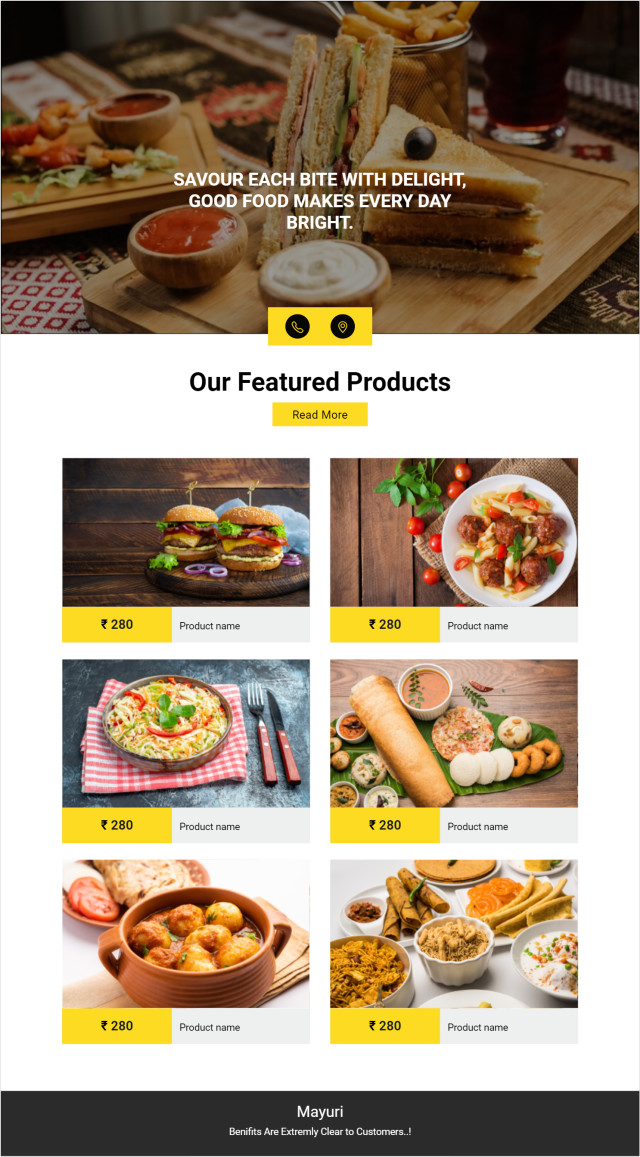 SAVOUR EACH BITE WITH DELIGHT,
GOOD FOOD MAKES EVERY DAY
BRIGHT.
Our Featured Products
Read More
₹ 280 Product name
₹ 280 Product name
₹ 280 Product name
₹ 280 Product name
₹ 280 Product name
₹ 280 Product name
Mayuri
Benifits Are Extremly Clear to Customers..!